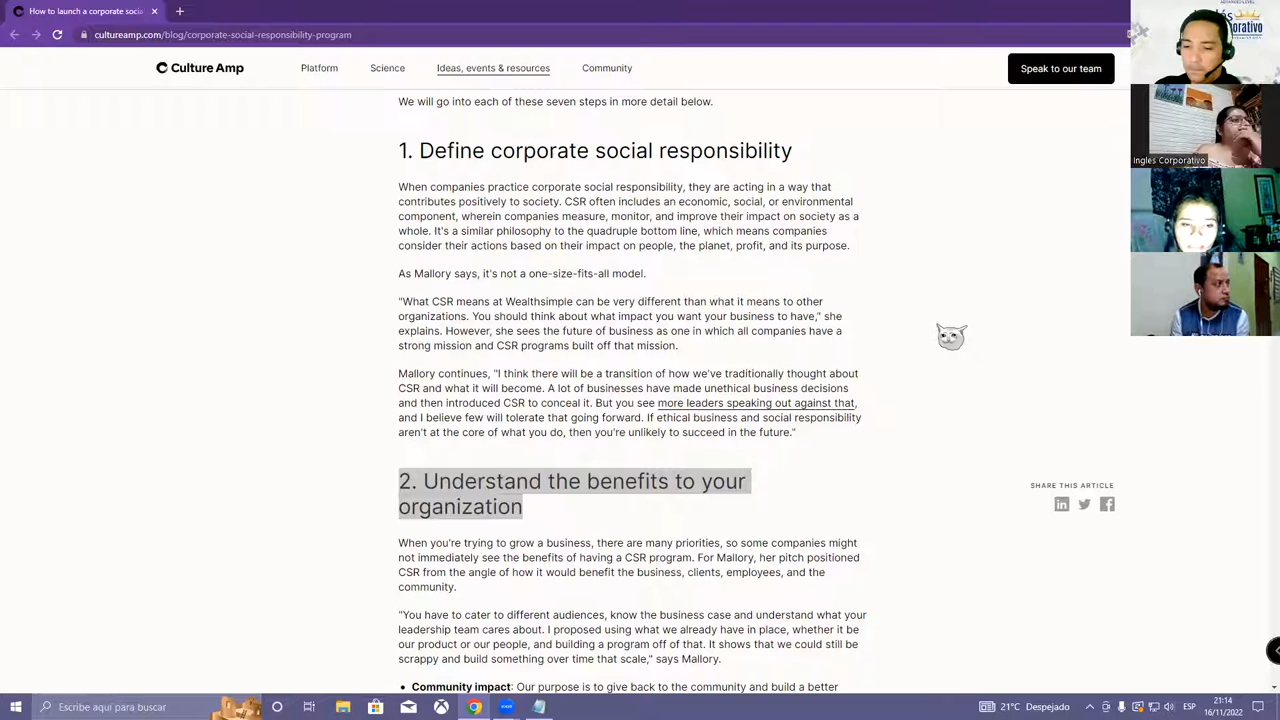 How to launch a corporate social
cultureamp.com/blog/corporate-social-responsibility-program
Culture Amp
Platform
Science
Ideas, events & resources
Community
Speak to our team
We will go into each of these seven steps in more detail below.
1. Define corporate social responsibility
When companies practice corporate social responsibility, they are acting in a way that
contributes positively to society. CSR often includes an economic, social, or environmental
component, wherein companies measure, monitor, and improve their impact on society as a
whole. It's a similar philosophy to the quadruple bottom line, which means companies
consider their actions based on their impact on people, the planet, profit, and its purpose.
As Mallory says, it's not a one-size-fits-all model.
"What CSR means at Wealthsimple can be very different than what it means to other
organizations. You should think about what impact you want your business to have," she
explains. However, she sees the future of business as one in which all companies have a
strong mission and CSR programs built off that mission.
Mallory continues, "I think there will be a transition of how we've traditionally thought about
CSR and what it will become. A lot of businesses have made unethical business decisions
and then introduced CSR to conceal it. But you see more leaders speaking out against that,
and I believe few will tolerate that going forward. If ethical business and social responsibility
aren't at the core of what you do, then you're unlikely to succeed in the future."
2. Understand the benefits to your
organization
When you're trying to grow a business, there are many priorities, so some companies might
not immediately see the benefits of having a CSR program. For Mallory, her pitch positioned
CSR from the angle of how it would benefit the business, clients, employees, and the
community.
"You have to cater to different audiences, know the business case and understand what your
leadership team cares about. I proposed using what we already have in place, whether it be
our product or our people, and building a program off of that. It shows that we could still be
scrappy and build something over time that scale," says Mallory.
• Community impact: Our purpose is to give back to the community and build a better
SHARE THIS ARTICLE
Ingles Corporativo
Escribe aquí para buscar
21°C Despejado
ESP
21:14
16/11/2022